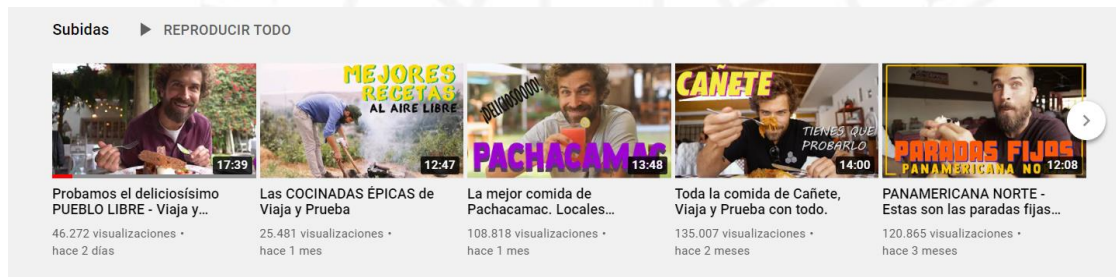 Subidas REPRODUCIR TODO
17:39
MEJORES
RECETAS
AL AIRE LIBRE
12:47
¡DELICIOSOOOO!
PACHACAMAC
13:48
CAÑETE
TIENES QUE
PROBARLO
14:00
PARADAS FIJAS
PANAMERICANA NO
12:08
Probamos el deliciosísimo
PUEBLO LIBRE - Viaja y...
46.272 visualizaciones •
hace 2 días
Las COCINADAS ÉPICAS de
Viaja y Prueba
25.481 visualizaciones •
hace 1 mes
La mejor comida de
Pachacamac. Locales...
108.818 visualizaciones •
hace 1 mes
Toda la comida de Cañete,
Viaja y Prueba con todo.
135.007 visualizaciones •
hace 2 meses
PANAMERICANA NORTE -
Estas son las paradas fijas...
120.865 visualizaciones •
hace 3 meses